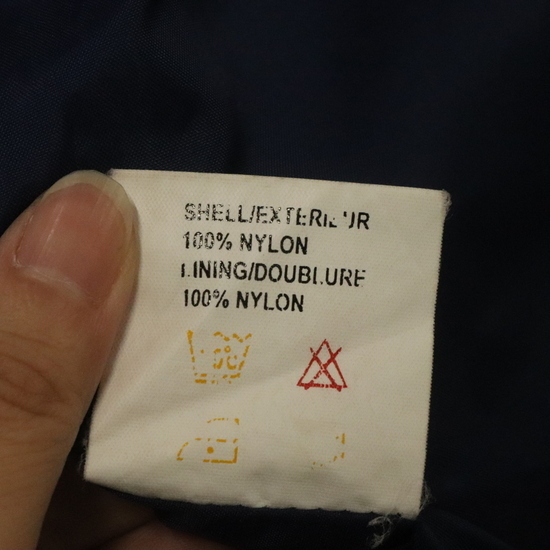 SHELL/EXTERIEUR
100% NYLON
LINING/DOUBLURE
100% NYLON